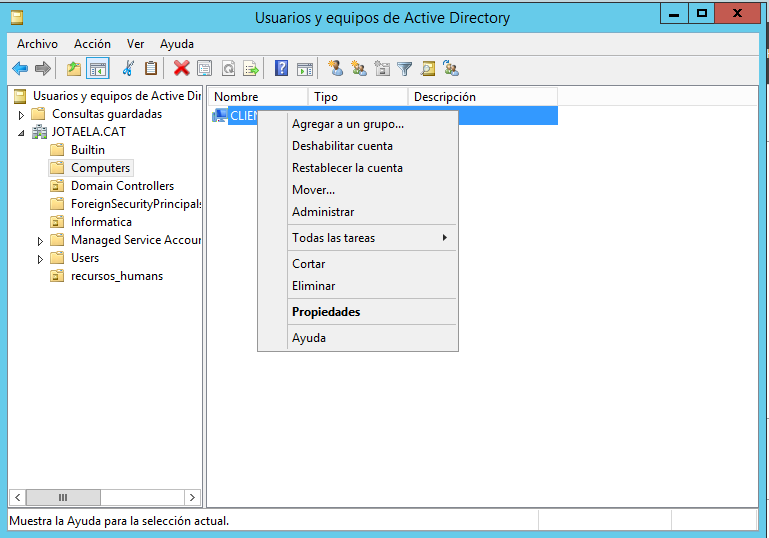 Usuarios y equipos de Active Directory
Archivo Acción Ver Ayuda
Usuarios y equipos de Active Dir
Consultas guardadas
JOTAELA.CAT
Builtin
Computers
Domain Controllers
ForeignSecurityPrincipals
Informatica
Managed Service Accour
Users
recursos_humans
Nombre Tipo Descripción
CLIEN
Agregar a un grupo...
Deshabilitar cuenta
Restablecer la cuenta
Mover...
Administrar
Todas las tareas
Cortar
Eliminar
Propiedades
Ayuda
Muestra la Ayuda para la selección actual.